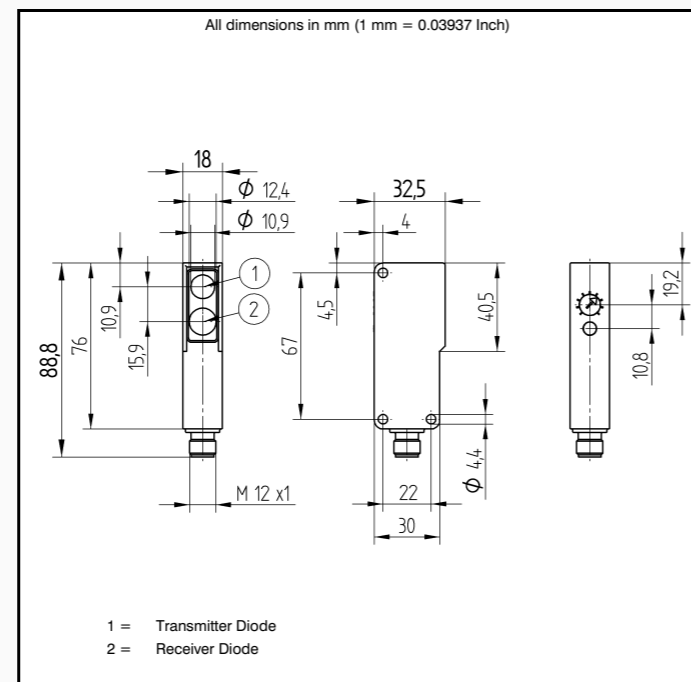 All dimensions in mm (1 mm = 0.03937 Inch)
18
ϕ 12,4
ϕ 10,9
1
2
10,9
15,9
76
88,8
M 12 x1
32,5
4
4,5
67
40,5
ϕ 4,4
22
30
19,2
10,8
1 = Transmitter Diode
2 = Receiver Diode